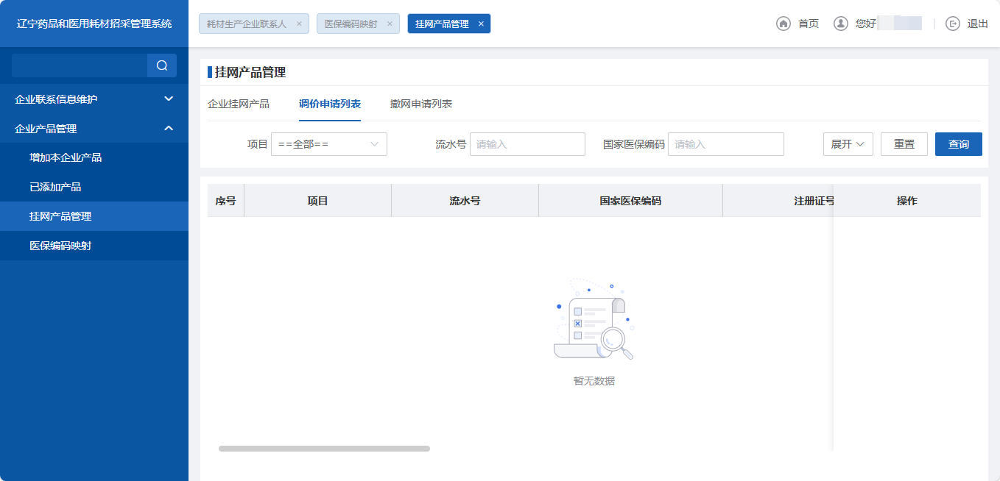 辽宁药品和医用耗材招采管理系统
耗材生产企业联系人 ×
医保编码映射 ×
挂网产品管理 ×
首页
您好
退出
企业联系信息维护
企业产品管理
增加本企业产品
已添加产品
挂网产品管理
医保编码映射
挂网产品管理
企业挂网产品 调价申请列表 撤网申请列表
项目 ==全部== 流水号 请输入 国家医保编码 请输入 展开 重置 查询
序号 项目 流水号 国家医保编码 注册证号 操作
暂无数据